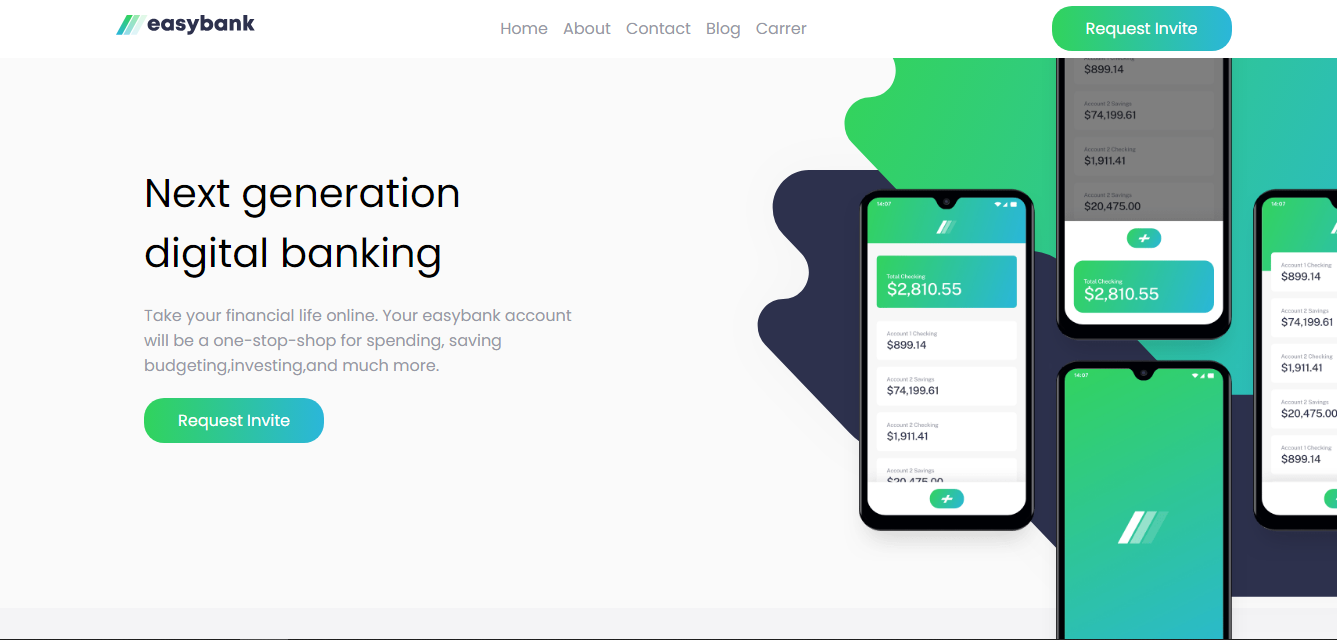 easybank
Home About Contact Blog Carrer
Request Invite
Next generation
digital banking
Take your financial life online. Your easybank account
will be a one-stop-shop for spending, saving
budgeting,investing,and much more.
Request Invite
14:07
Total Checking
$2,810.55
Account 1 Checking
$899.14
Account 2 Savings
$74,199.61
Account 2 Checking
$1,911.41
Account 2 Savings
$20,475.00
$899.14
Account 2 Savings
$74,199.61
Account 2 Checking
$1,911.41
Account 2 Savings
$20,475.00
Total Checking
$2,810.55
14:07
14:07
Account 1 Checking
$899.14
Account 2 Savings
$74,199.61
Account 2 Checking
$1,911.41
Account 2 Savings
$20,475.00
Account 1 Checking
$899.14